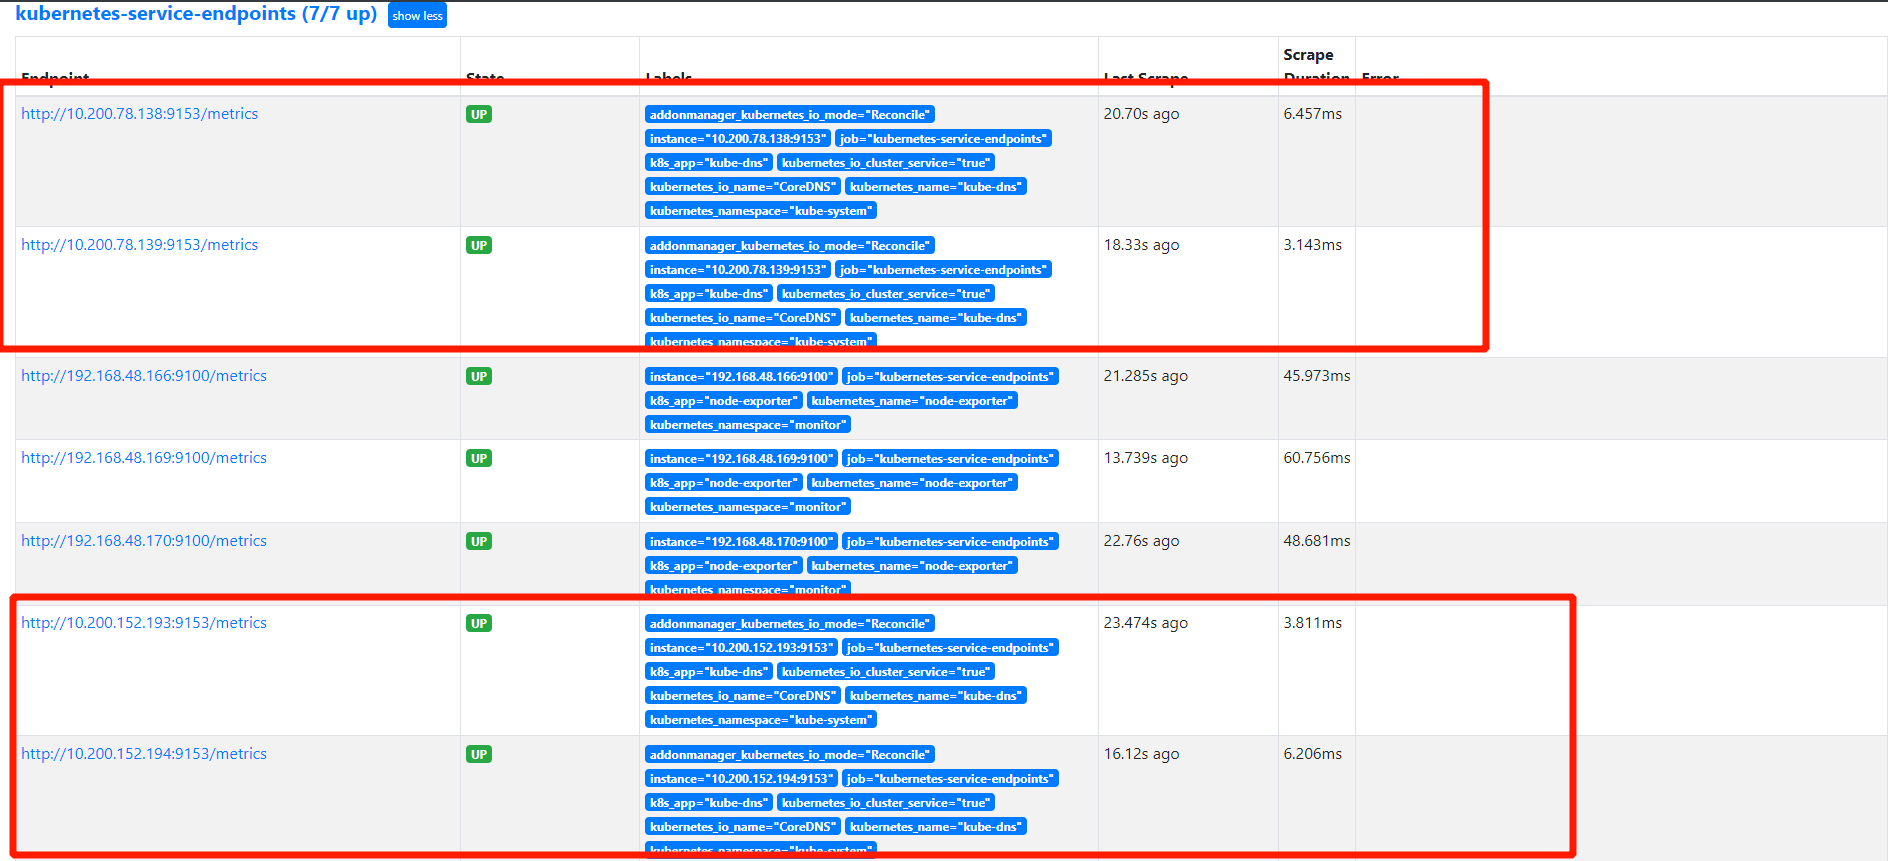 kubernetes-service-endpoints (7/7 up) show less
Endpoint State Labels Last Scrape Scrape Duration Error
http://10.200.78.138:9153/metrics UP addonmanager_kubernetes_io_mode="Reconcile" 20.70s ago 6.457ms
instance="10.200.78.138:9153" job="kubernetes-service-endpoints"
k8s_app="kube-dns" kubernetes_io_cluster_service="true"
kubernetes_io_name="CoreDNS" kubernetes_name="kube-dns"
kubernetes_namespace="kube-system"
http://10.200.78.139:9153/metrics UP addonmanager_kubernetes_io_mode="Reconcile" 18.33s ago 3.143ms
instance="10.200.78.139:9153" job="kubernetes-service-endpoints"
k8s_app="kube-dns" kubernetes_io_cluster_service="true"
kubernetes_io_name="CoreDNS" kubernetes_name="kube-dns"
kubernetes_namespace="kube-system"
http://192.168.48.166:9100/metrics UP instance="192.168.48.166:9100" job="kubernetes-service-endpoints" 21.285s ago 45.973ms
k8s_app="node-exporter" kubernetes_name="node-exporter"
kubernetes_namespace="monitor"
http://192.168.48.169:9100/metrics UP instance="192.168.48.169:9100" job="kubernetes-service-endpoints" 13.739s ago 60.756ms
k8s_app="node-exporter" kubernetes_name="node-exporter"
kubernetes_namespace="monitor"
http://192.168.48.170:9100/metrics UP instance="192.168.48.170:9100" job="kubernetes-service-endpoints" 22.76s ago 48.681ms
k8s_app="node-exporter" kubernetes_name="node-exporter"
kubernetes_namespace="monitor"
http://10.200.152.193:9153/metrics UP addonmanager_kubernetes_io_mode="Reconcile" 23.474s ago 3.811ms
instance="10.200.152.193:9153" job="kubernetes-service-endpoints"
k8s_app="kube-dns" kubernetes_io_cluster_service="true"
kubernetes_io_name="CoreDNS" kubernetes_name="kube-dns"
kubernetes_namespace="kube-system"
http://10.200.152.194:9153/metrics UP addonmanager_kubernetes_io_mode="Reconcile" 16.12s ago 6.206ms
instance="10.200.152.194:9153" job="kubernetes-service-endpoints"
k8s_app="kube-dns" kubernetes_io_cluster_service="true"
kubernetes_io_name="CoreDNS" kubernetes_name="kube-dns"
kubernetes_namespace="kube-system"